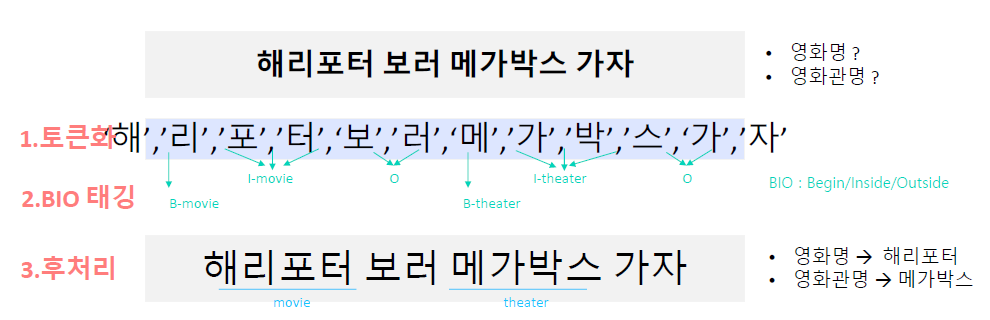 해리포터 보러 메가박스 가자
• 영화명 ?
• 영화관명 ?
1.토큰화
‘해’,’리’,’포’,’터’,‘보’,’러’,‘메’,’가’,’박’,’스’,‘가’,’자’
I-movie
O
I-theater
O
BIO : Begin/Inside/Outside
2.BIO 태깅
B-movie
B-theater
3.후처리
해리포터 보러 메가박스 가자
movie
theater
• 영화명 → 해리포터
• 영화관명 → 메가박스